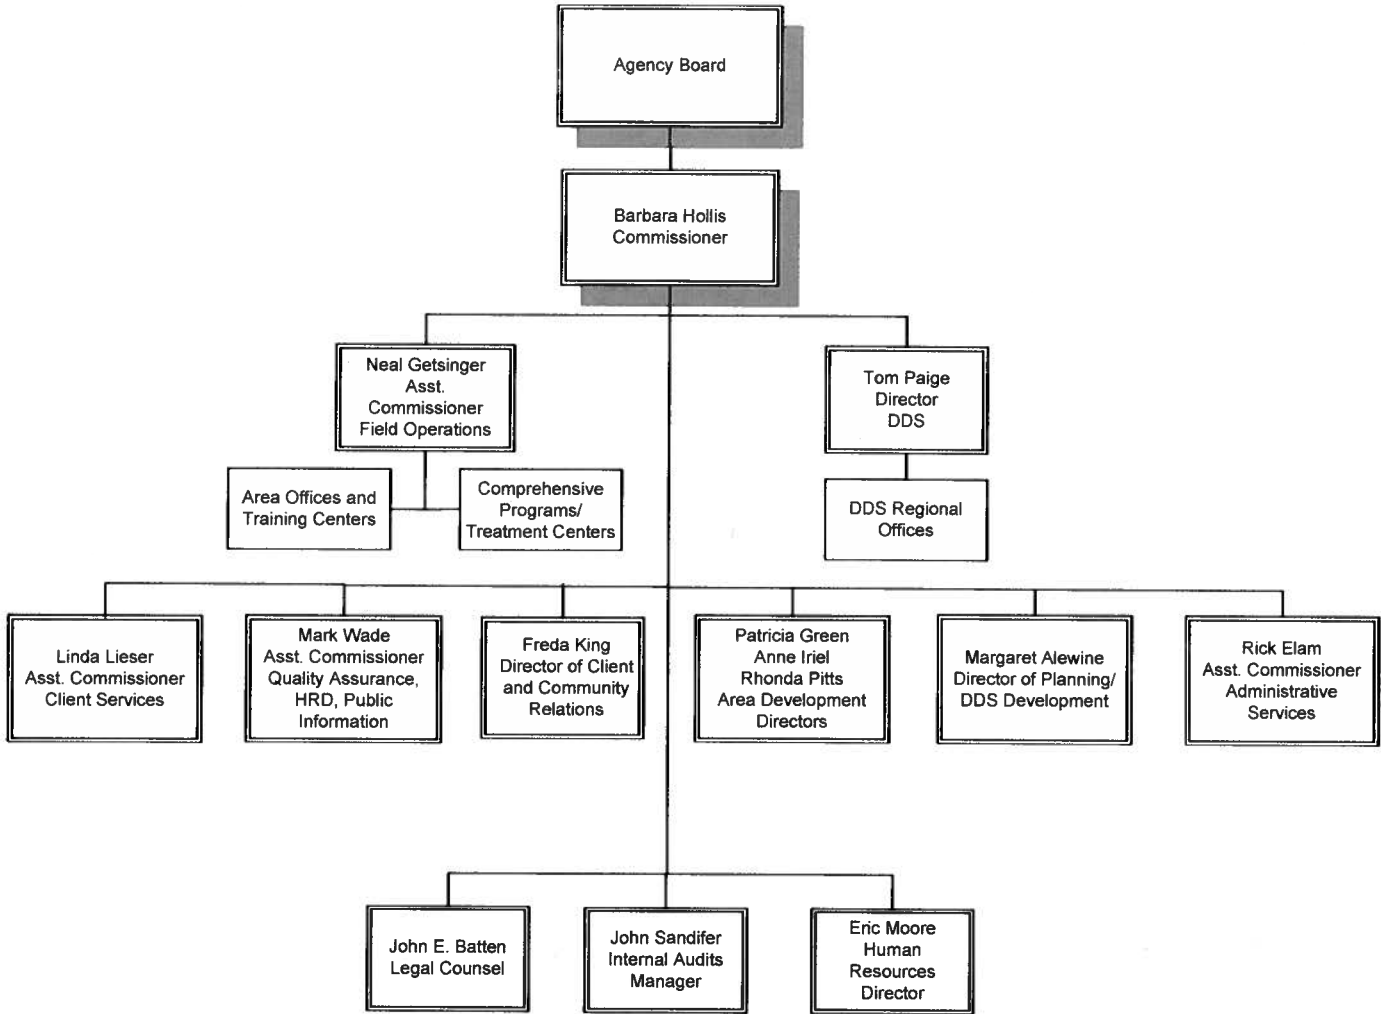 Agency Board
Barbara Hollis
Commissioner
Neal Getsinger
Asst.
Commissioner
Field Operations
Tom Paige
Director
DDS
Area Offices and
Training Centers
Comprehensive
Programs/
Treatment Centers
DDS Regional
Offices
Linda Lieser
Asst. Commissioner
Client Services
Mark Wade
Asst. Commissioner
Quality Assurance,
HRD, Public
Information
Freda King
Director of Client
and Community
Relations
Patricia Green
Anne Iriel
Rhonda Pitts
Area Development
Directors
Margaret Alewine
Director of Planning/
DDS Development
Rick Elam
Asst. Commissioner
Administrative
Services
John E. Batten
Legal Counsel
John Sandifer
Internal Audits
Manager
Eric Moore
Human
Resources
Director